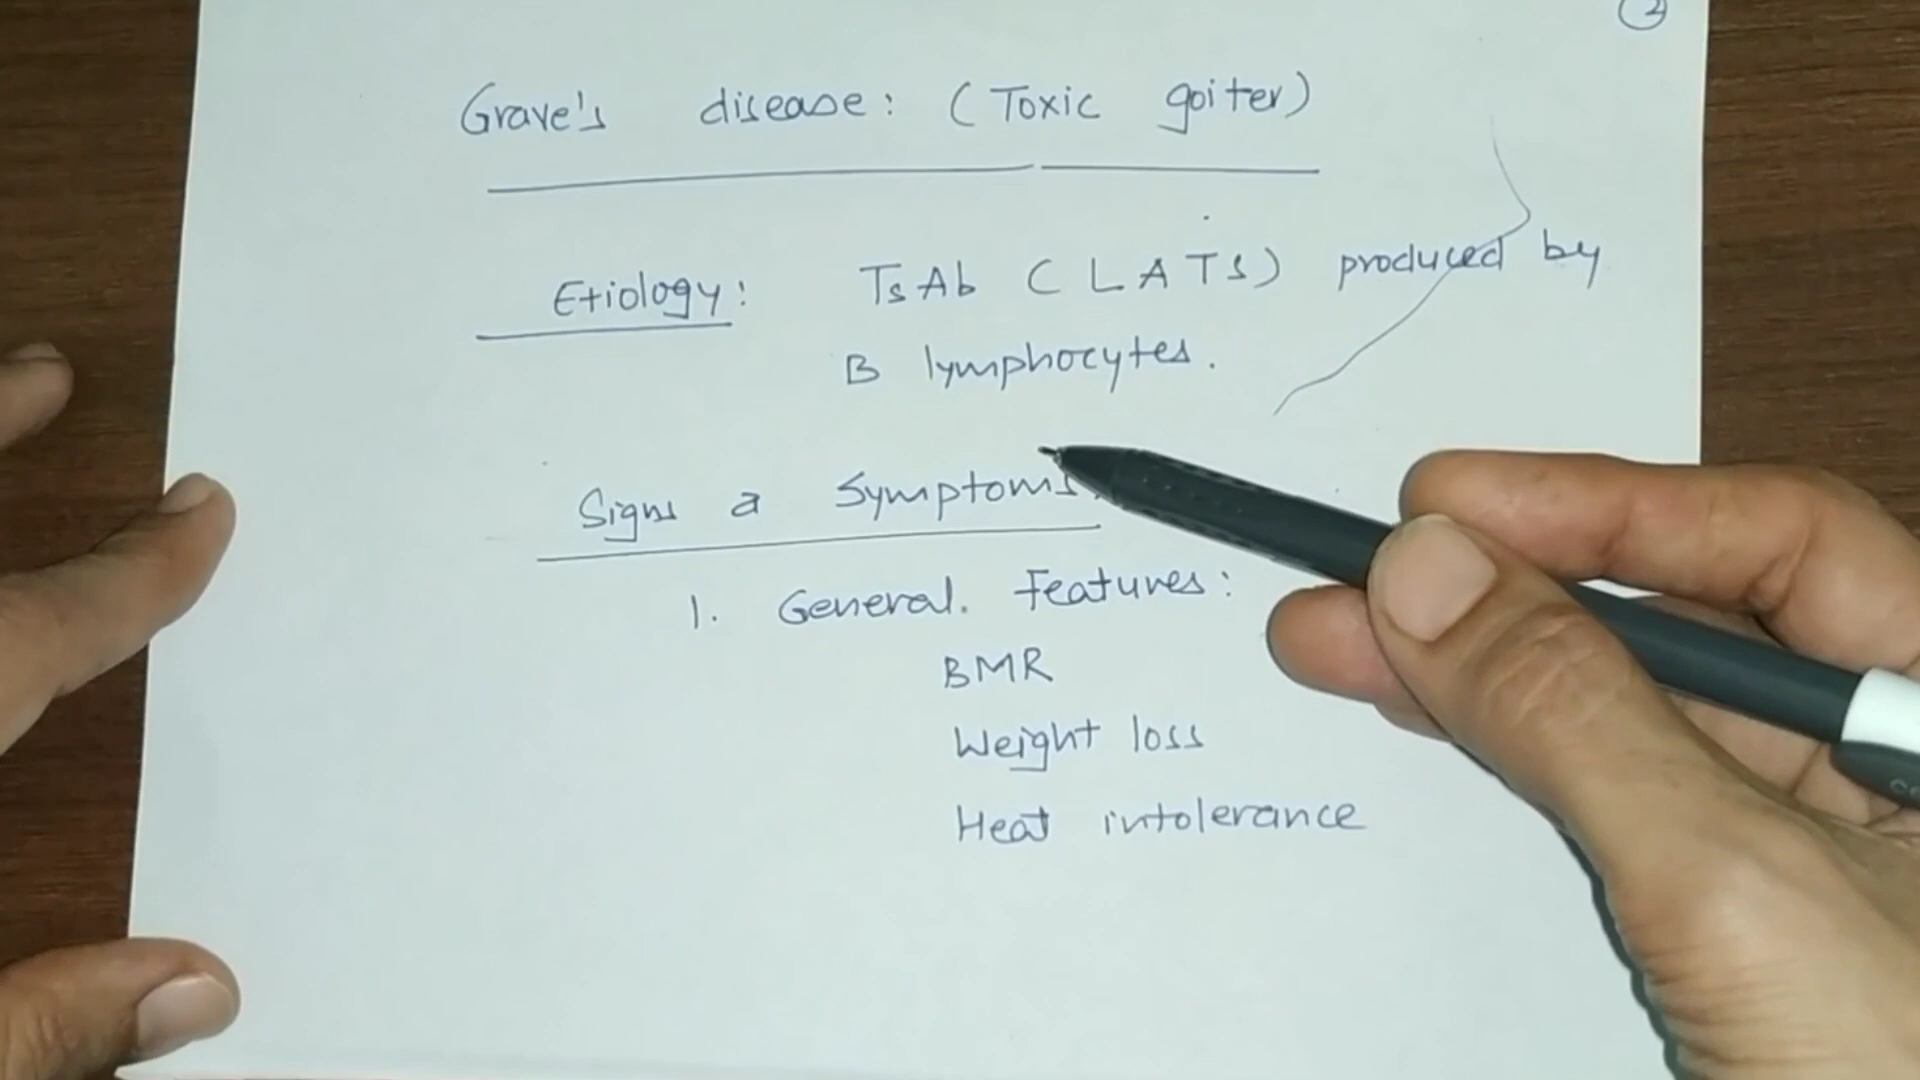 2
Grave's disease: (Toxic goiter)
Etiology: TsAb (LATS) produced by
B lymphocytes.
Signs a Symptoms:
1. General. Features:
BMR
Weight loss
Heat intolerance